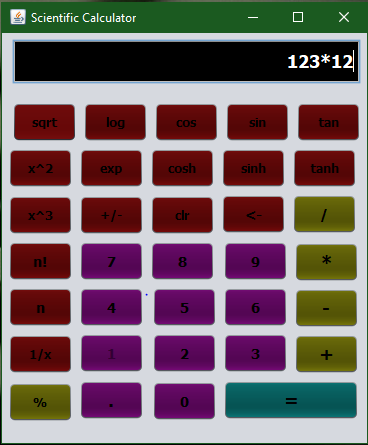 Scientific Calculator
123*12
sqrt log cos sin tan
x^2 exp cosh sinh tanh
x^3 +/- clr <- /
n! 7 8 9 *
n 4 5 6 -
1/x 1 2 3 +
% . 0 =